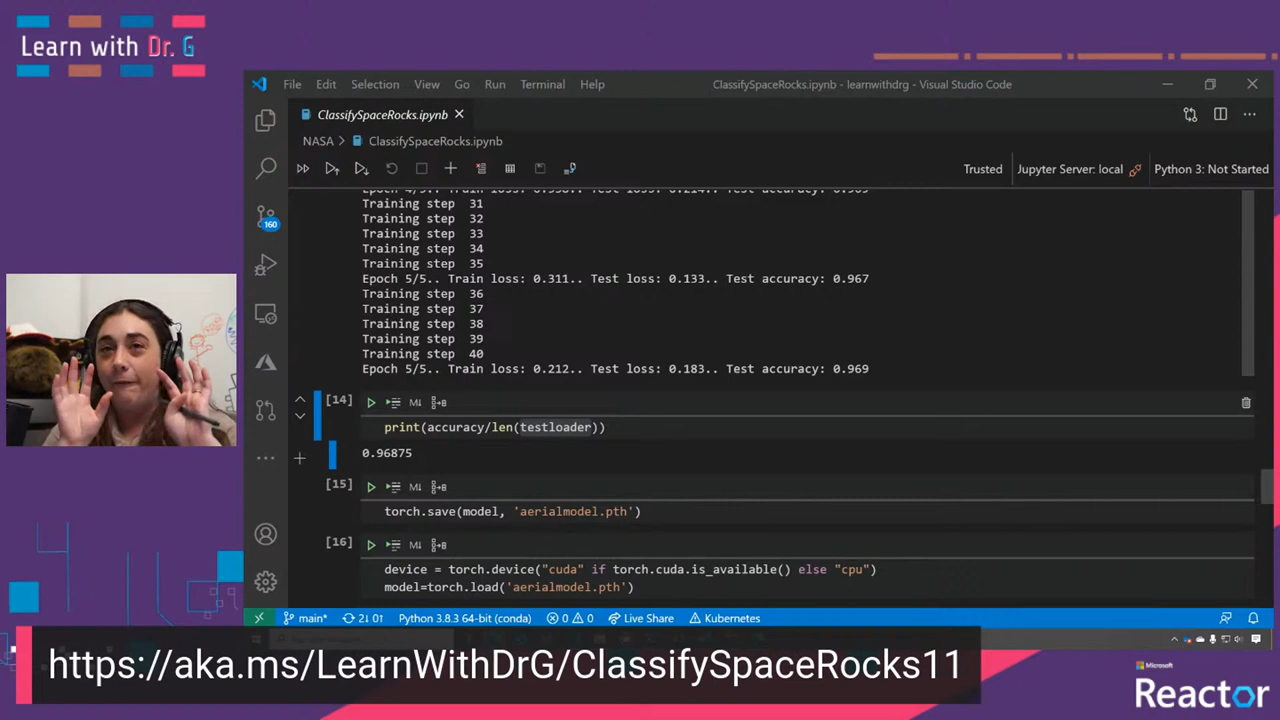 Learn with Dr. G
File Edit Selection View Go Run Terminal Help
ClassifySpaceRocks.ipynb - learnwithdrg - Visual Studio Code
ClassifySpaceRocks.ipynb
NASA > ClassifySpaceRocks.ipynb
Trusted
Jupyter Server: local
Python 3: Not Started
160
Training step 31
Training step 32
Training step 33
Training step 34
Training step 35
Epoch 5/5.. Train loss: 0.311.. Test loss: 0.133.. Test accuracy: 0.967
Training step 36
Training step 37
Training step 38
Training step 39
Training step 40
Epoch 5/5.. Train loss: 0.212.. Test loss: 0.183.. Test accuracy: 0.969
[14]
M↓
print(accuracy/len(testloader))
0.96875
[15]
M↓
torch.save(model, 'aerialmodel.pth')
[16]
M↓
device = torch.device("cuda" if torch.cuda.is_available() else "cpu")
model=torch.load('aerialmodel.pth')
main* 2↓ 0↑ Python 3.8.3 64-bit (conda) 0 0 Live Share Kubernetes
https://aka.ms/LearnWithDrG/ClassifySpaceRocks11
Microsoft
Reactor